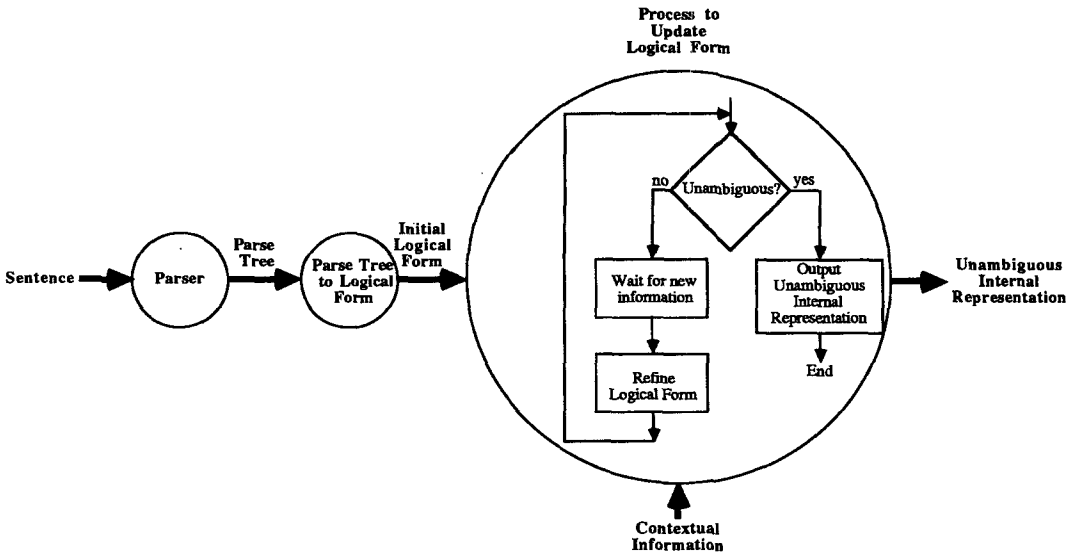 Process to
Update
Logical Form
no
Unambiguous?
yes
Sentence
Parser
Parse
Tree
Parse Tree
to Logical
Form
Initial
Logical
Form
Wait for new
information
Refine
Logical Form
Output
Unambiguous
Internal
Representation
End
Unambiguous
Internal
Representation
Contextual
Information